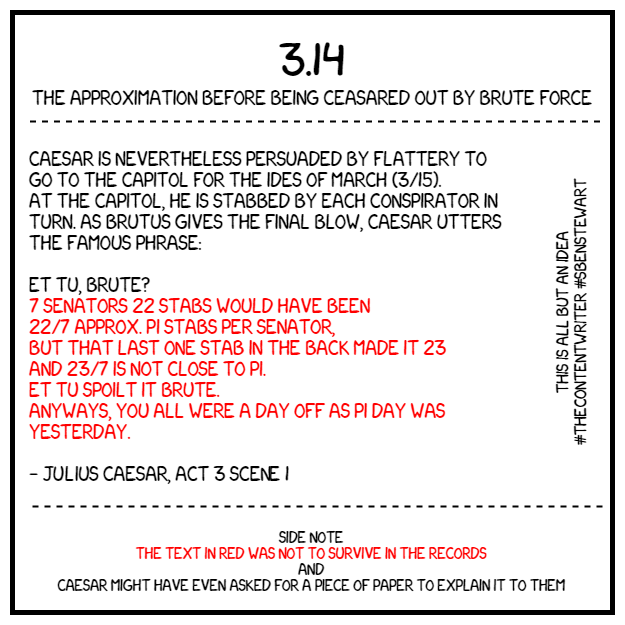 3.14
THE APPROXIMATION BEFORE BEING CEASARED OUT BY BRUTE FORCE
CAESAR IS NEVERTHELESS PERSUADED BY FLATTERY TO
GO TO THE CAPITOL FOR THE IDES OF MARCH (3/15).
AT THE CAPITOL, HE IS STABBED BY EACH CONSPIRATOR IN
TURN. AS BRUTUS GIVES THE FINAL BLOW, CAESAR UTTERS
THE FAMOUS PHRASE:
ET TU, BRUTE?
7 SENATORS 22 STABS WOULD HAVE BEEN
22/7 APPROX. PI STABS PER SENATOR,
BUT THAT LAST ONE STAB IN THE BACK MADE IT 23
AND 23/7 IS NOT CLOSE TO PI.
ET TU SPOILT IT BRUTE.
ANYWAYS, YOU ALL WERE A DAY OFF AS PI DAY WAS
YESTERDAY.
- JULIUS CAESAR, ACT 3 SCENE 1
THIS IS ALL BUT AN IDEA
#THECONTENTWRITER #SBENSTEWART
SIDE NOTE
THE TEXT IN RED WAS NOT TO SURVIVE IN THE RECORDS
AND
CAESAR MIGHT HAVE EVEN ASKED FOR A PIECE OF PAPER TO EXPLAIN IT TO THEM